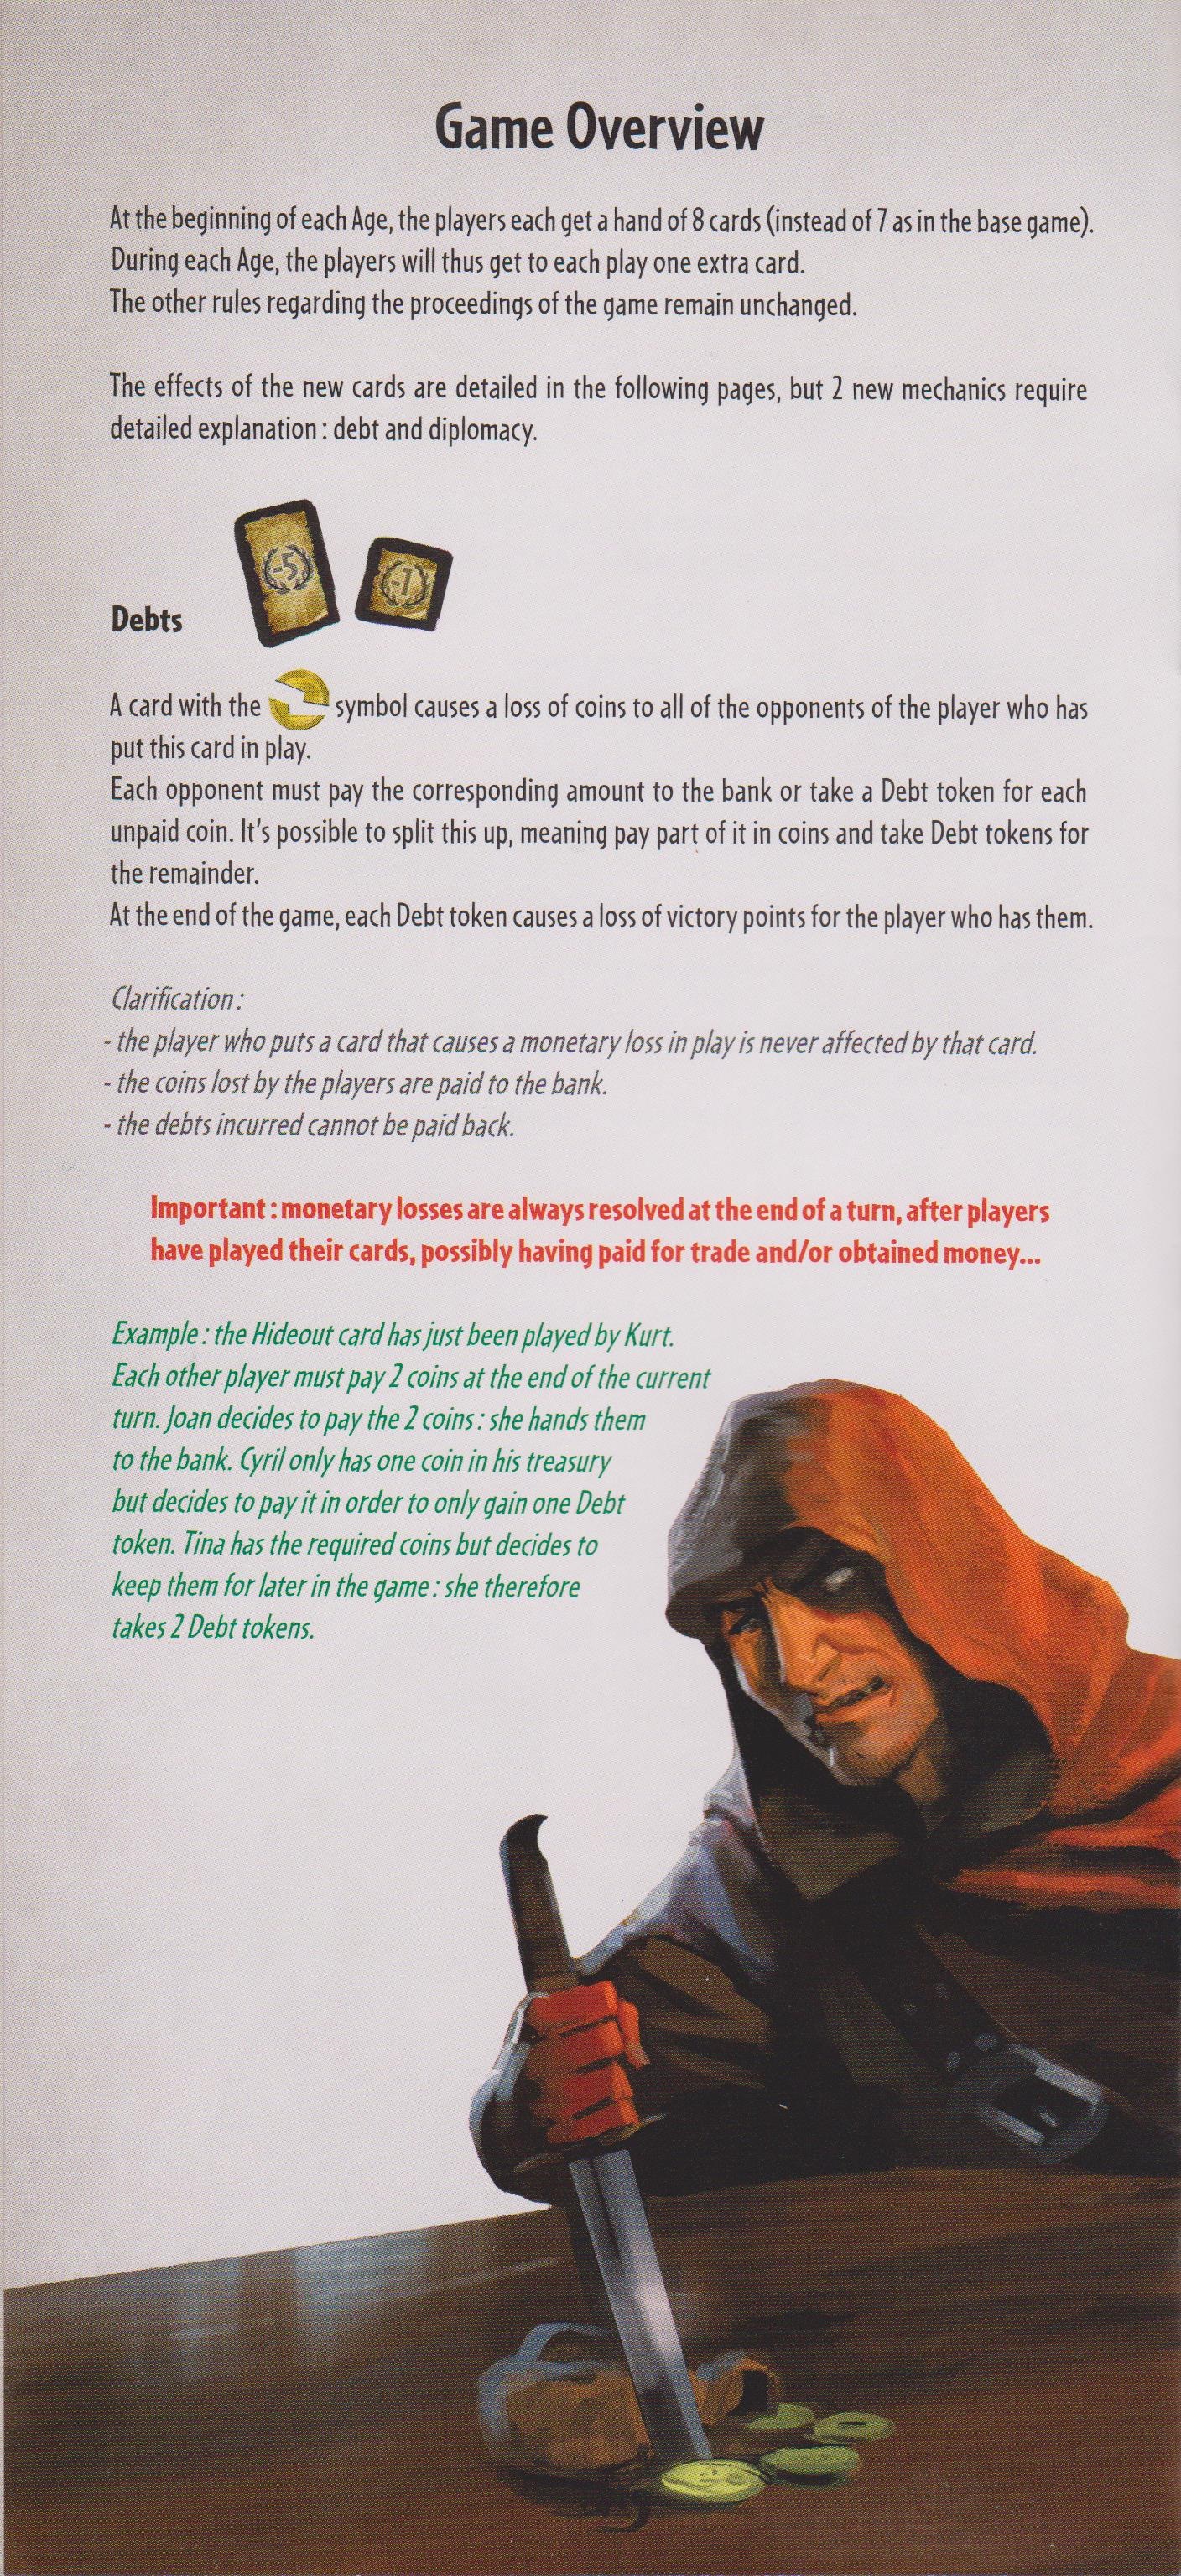 Game Overview
At the beginning of each Age, the players each get a hand of 8 cards (instead of 7 as in the base game).
During each Age, the players will thus get to each play one extra card.
The other rules regarding the proceedings of the game remain unchanged.
The effects of the new cards are detailed in the following pages, but 2 new mechanics require
detailed explanation : debt and diplomacy.
-5
-1
Debts
A card with the symbol causes a loss of coins to all of the opponents of the player who has
put this card in play.
Each opponent must pay the corresponding amount to the bank or take a Debt token for each
unpaid coin. It's possible to split this up, meaning pay part of it in coins and take Debt tokens for
the remainder.
At the end of the game, each Debt token causes a loss of victory points for the player who has them.
Clarification :
- the player who puts a card that causes a monetary loss in play is never affected by that card.
- the coins lost by the players are paid to the bank.
- the debts incurred cannot be paid back.
Important : monetary losses are always resolved at the end of a turn, after players
have played their cards, possibly having paid for trade and/or obtained money...
Example : the Hideout card has just been played by Kurt.
Each other player must pay 2 coins at the end of the current
turn. Joan decides to pay the 2 coins : she hands them
to the bank. Cyril only has one coin in his treasury
but decides to pay it in order to only gain one Debt
token. Tina has the required coins but decides to
keep them for later in the game : she therefore
takes 2 Debt tokens.